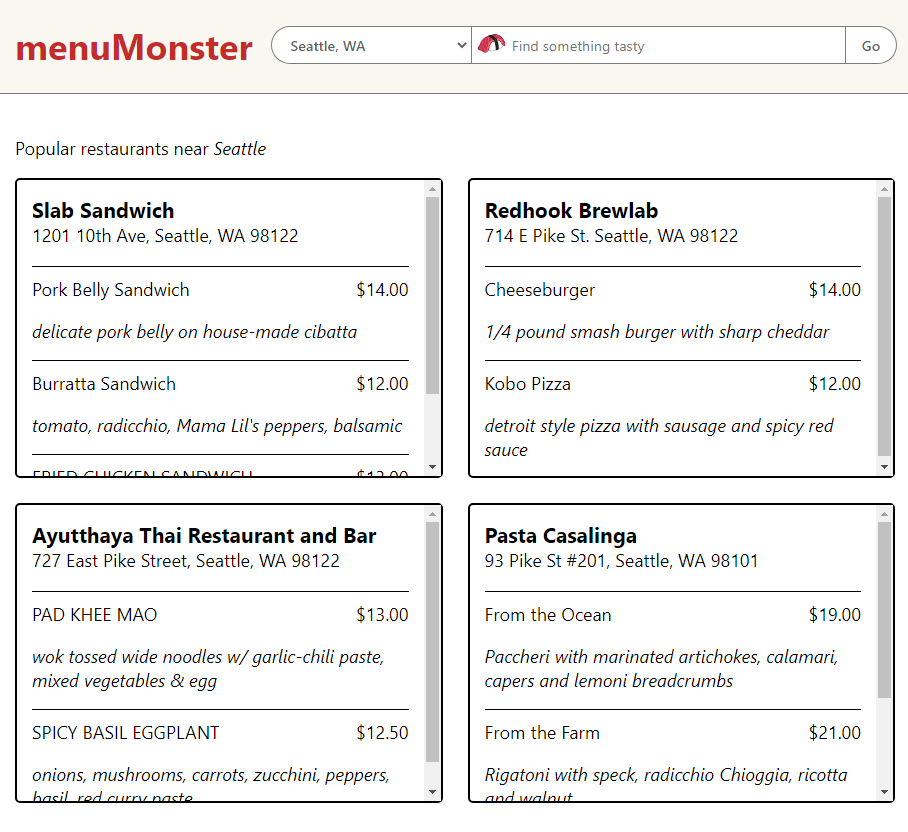 menuMonster
Seattle, WA
Find something tasty
Go
Popular restaurants near Seattle
Slab Sandwich
1201 10th Ave, Seattle, WA 98122
Pork Belly Sandwich $14.00
delicate pork belly on house-made cibatta
Burratta Sandwich $12.00
tomato, radicchio, Mama Lil's peppers, balsamic
FRIED CHICKEN SANDWICH $12.00
Redhook Brewlab
714 E Pike St. Seattle, WA 98122
Cheeseburger $14.00
1/4 pound smash burger with sharp cheddar
Kobo Pizza $12.00
detroit style pizza with sausage and spicy red
sauce
Ayutthaya Thai Restaurant and Bar
727 East Pike Street, Seattle, WA 98122
PAD KHEE MAO $13.00
wok tossed wide noodles w/ garlic-chili paste,
mixed vegetables & egg
SPICY BASIL EGGPLANT $12.50
onions, mushrooms, carrots, zucchini, peppers,
basil, red curry paste
Pasta Casalinga
93 Pike St #201, Seattle, WA 98101
From the Ocean $19.00
Paccheri with marinated artichokes, calamari,
capers and lemoni breadcrumbs
From the Farm $21.00
Rigatoni with speck, radicchio Chioggia, ricotta
and walnut